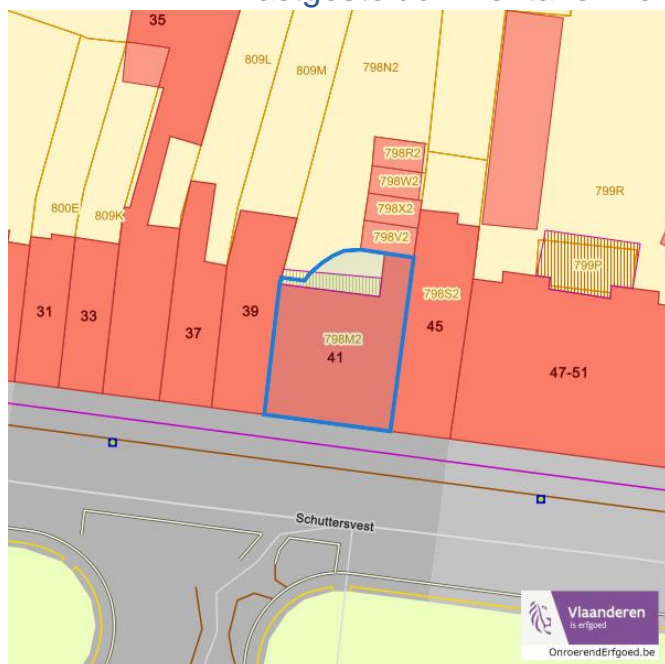 35
809L
809M
798N2
798R2
798W2
798X2
798V2
799R
800E
809K
799P
798S2
31
33
37
39
798M2
41
45
47-51
Schuttersvest
Vlaanderen
is erfgoed
OnroerendErfgoed.be